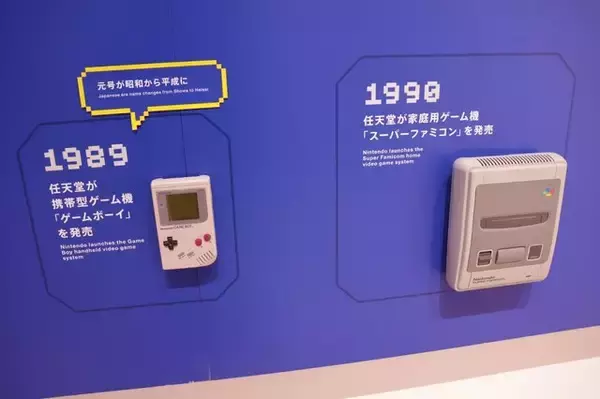 元号が昭和から平成に
Japanese era name changes from Showa to Heisei
1989
任天堂が
携帯型ゲーム機
「ゲームボーイ」
を発売
Nintendo launches the Game
Boy handheld video game
system
1990
任天堂が家庭用ゲーム機
「スーパーファミコン」を発売
Nintendo launches the
Super Famicom home
video game system